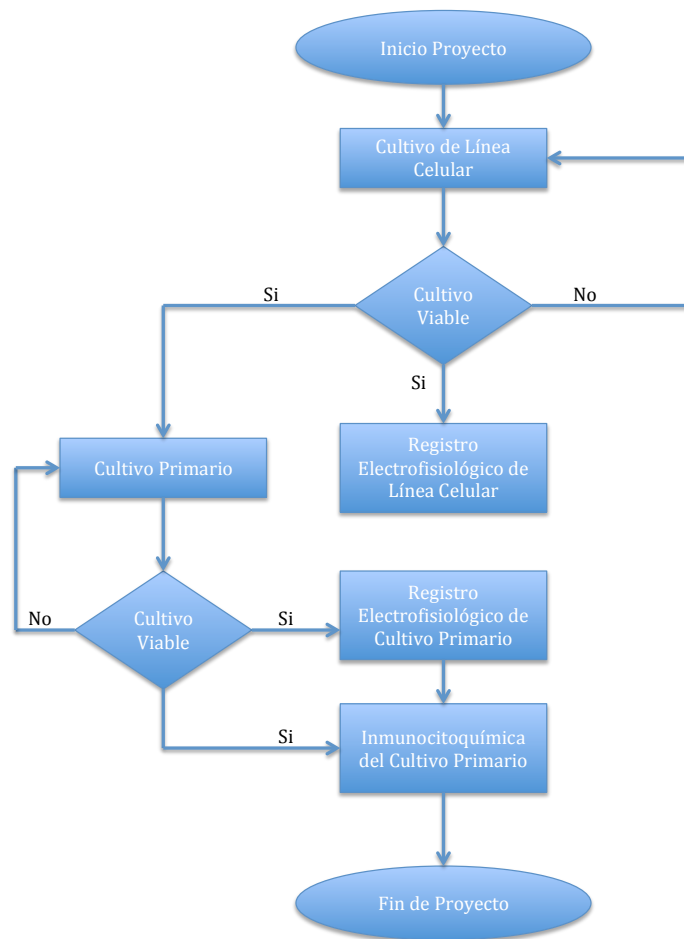 Inicio Proyecto
Cultivo de Línea
Celular
Si
Cultivo
Viable
No
Si
Registro
Electrofisiológico de
Línea Celular
Cultivo Primario
No
Cultivo
Viable
Si
Registro
Electrofisiológico de
Cultivo Primario
Si
Inmunocitoquímica
del Cultivo Primario
Fin de Proyecto